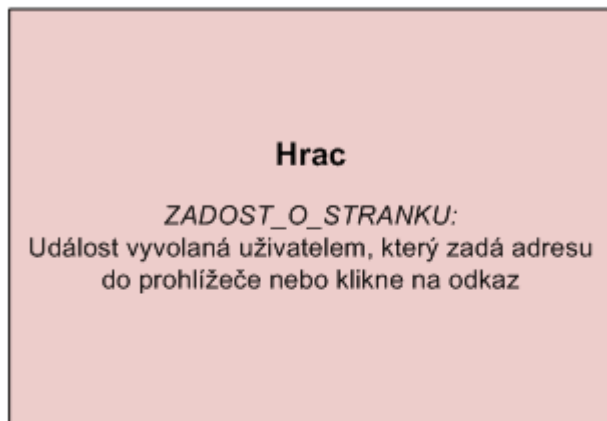 Hrac
ZADOST_O_STRANKU:
Událost vyvolaná uživatelem, který zadá adresu
do prohlížeče nebo klikne na odkaz